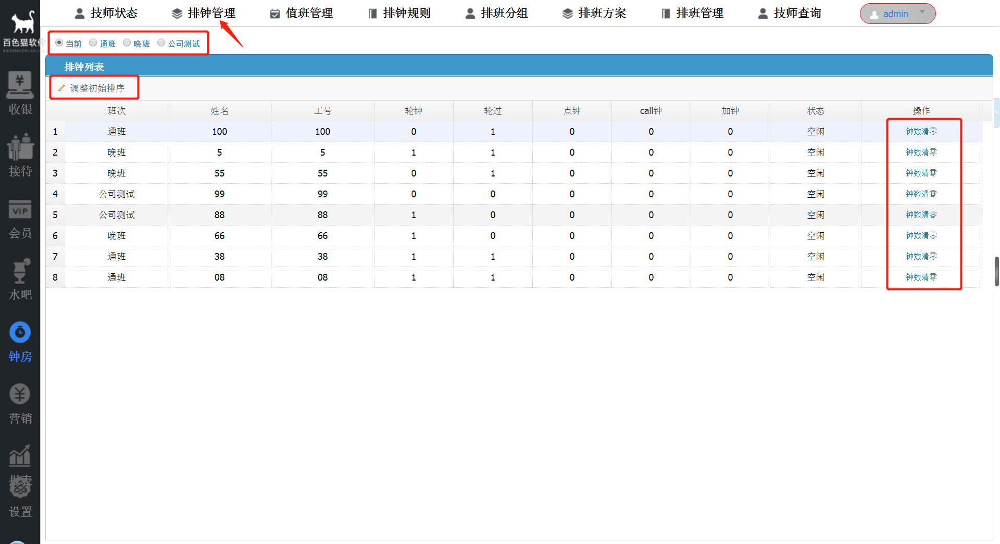 技师状态 排钟管理 值班管理 排钟规则 排班分组 排班方案 排班管理 技师查询 admin
百色猫软件
当前 通班 晚班 公司测试
排钟列表
调整初始排序
班次 姓名 工号 轮钟 轮过 点钟 call钟 加钟 状态 操作
1 通班 100 100 0 1 0 0 0 空闲 钟数清零
2 晚班 5 5 1 1 0 0 0 空闲 钟数清零
3 晚班 55 55 0 1 0 0 0 空闲 钟数清零
4 公司测试 99 99 0 0 0 0 0 空闲 钟数清零
5 公司测试 88 88 1 0 0 0 0 空闲 钟数清零
6 晚班 66 66 1 0 0 0 0 空闲 钟数清零
7 通班 38 38 1 1 0 0 0 空闲 钟数清零
8 通班 08 08 1 1 0 0 0 空闲 钟数清零
收银
接待
VIP
会员
水吧
钟房
营销
报表
设置